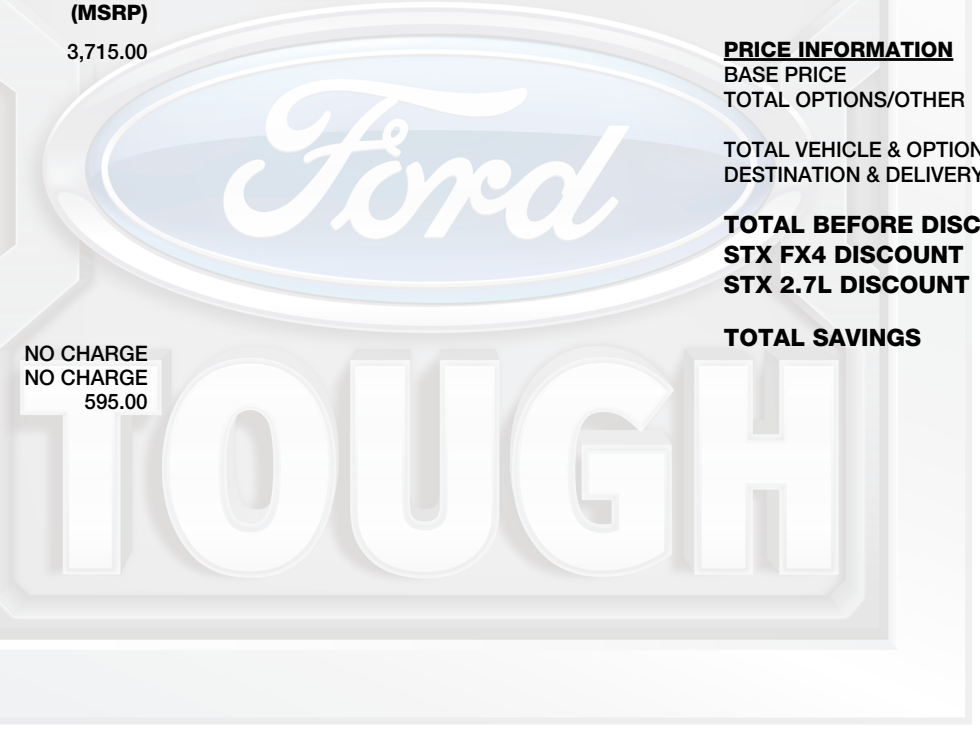 (MSRP)
3,715.00
NO CHARGE
NO CHARGE
595.00
PRICE INFORMATION
BASE PRICE
TOTAL OPTIONS/OTHER
TOTAL VEHICLE & OPTION
DESTINATION & DELIVERY
TOTAL BEFORE DISC
STX FX4 DISCOUNT
STX 2.7L DISCOUNT
TOTAL SAVINGS
Ford
TOUGH